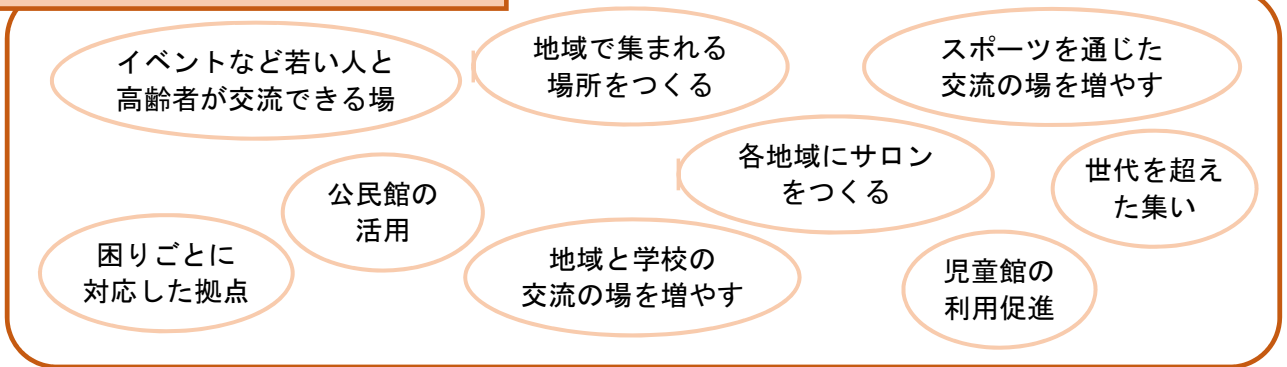 イベントなど若い人と
高齢者が交流できる場
地域で集まれる
場所をつくる
スポーツを通じた
交流の場を増やす
各地域にサロン
をつくる
世代を超え
た集い
公民館の
活用
困りごとに
対応した拠点
地域と学校の
交流の場を増やす
児童館の
利用促進